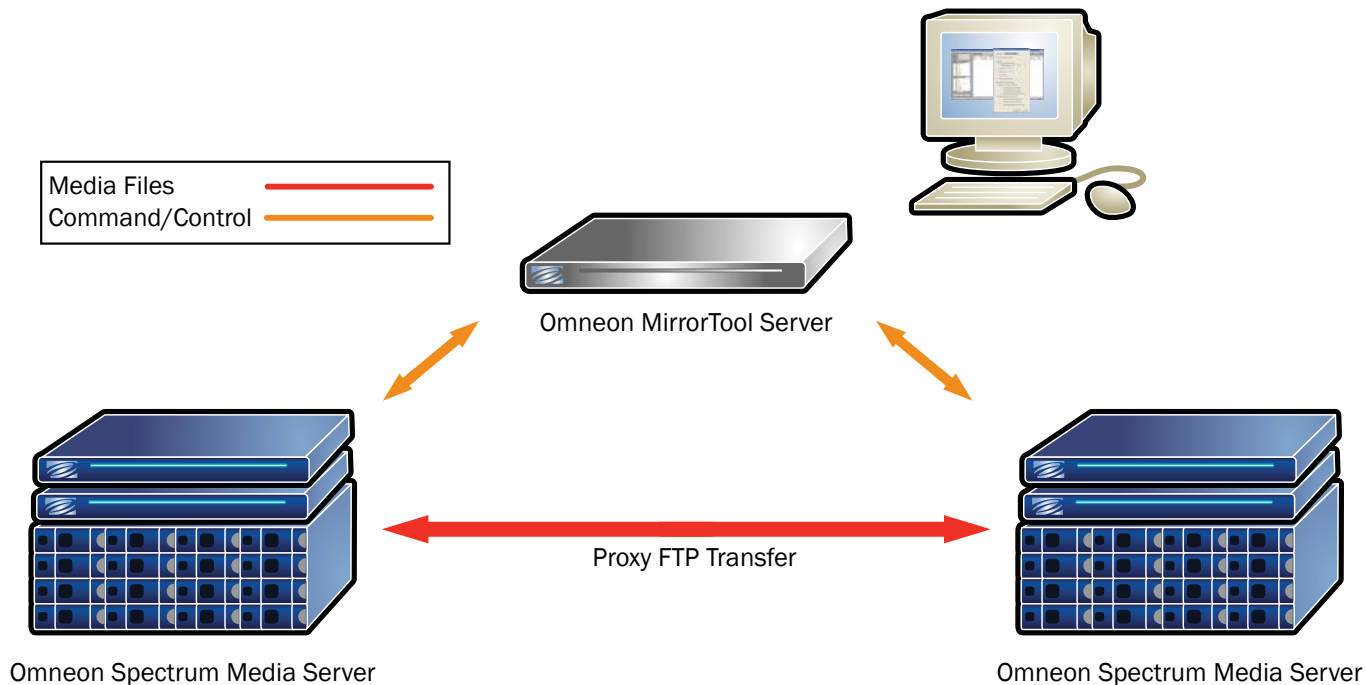 Media Files
Command/Control
Omneon MirrorTool Server
Proxy FTP Transfer
Omneon Spectrum Media Server
Omneon Spectrum Media Server